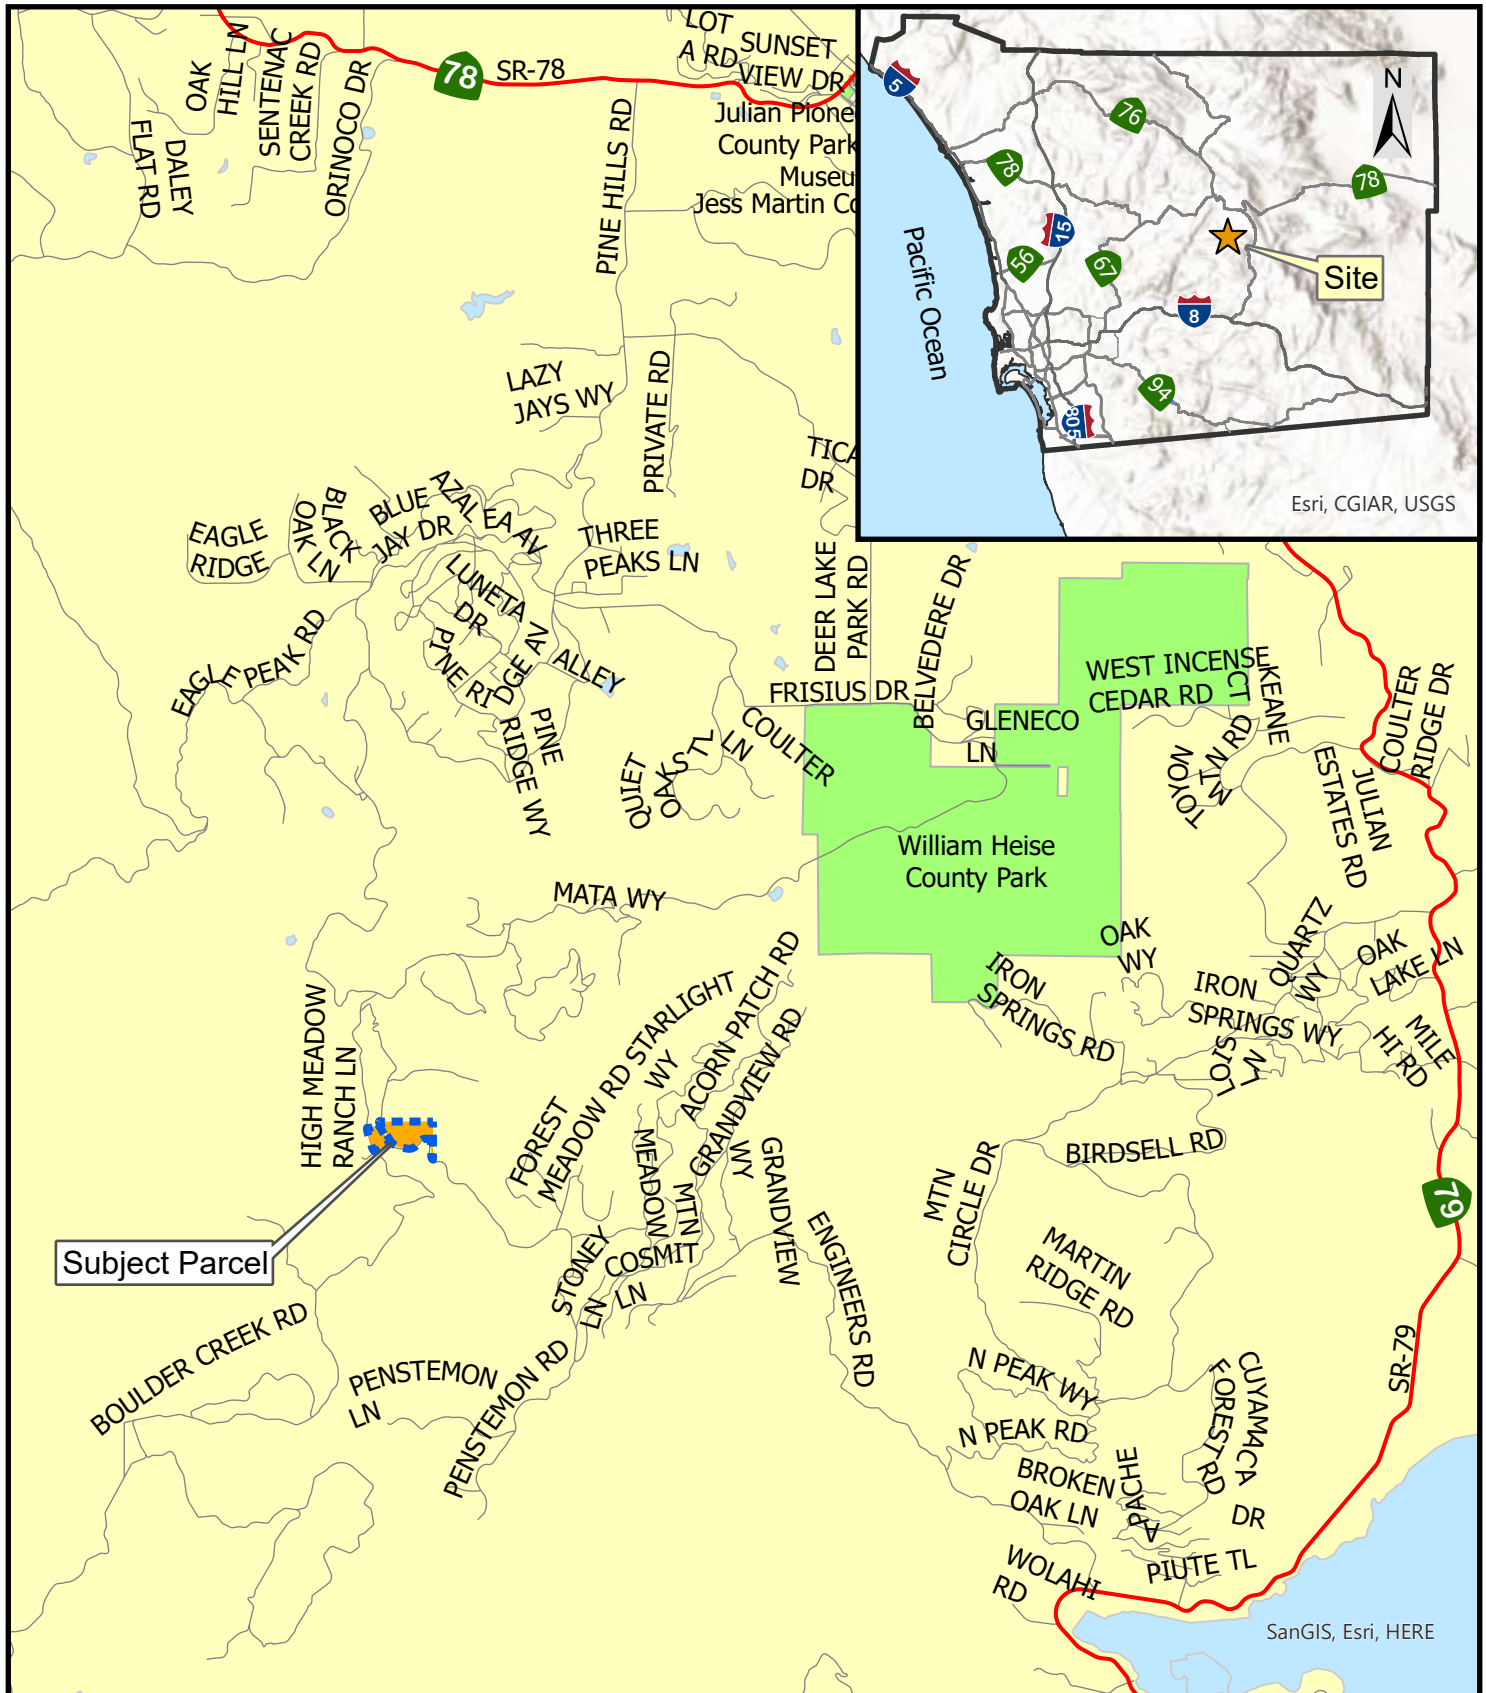 LOT
A RD
SUNSET
VIEW DR
OAK
HILL LN
SENTENAC
CREEK RD
ORINOCO DR
78
SR-78
DALEY
FLAT RD
PINE HILLS RD
Julian Pione
County Park
Museu
Jess Martin Co
5
76
78
78
15
56
67
8
94
805
N
Site
Pacific Ocean
Esri, CGIAR, USGS
LAZY
JAYS WY
PRIVATE RD
TICA
DR
EAGLE
RIDGE
BLACK
OAK LN
BLUE
JAY DR
AZALEA AV
THREE
PEAKS LN
LUNETA
DR
PINE RIDGE AV
ALLEY
EAGLE PEAK RD
PINE
RIDGE WY
DEER LAKE
PARK RD
BELVEDERE DR
FRISIUS DR
COULTER
LN
QUIET
OAKS TL
GLENECO
LN
WEST INCENSE
CEDAR RD
KEANE
CT
TOYON
MTN RD
JULIAN
ESTATES RD
COULTER
RIDGE DR
William Heise
County Park
MATA WY
OAK
WY
QUARTZ
WY
OAK
LAKE LN
IRON
SPRINGS RD
IRON
SPRINGS WY
LOIS
LN
MILE
HI RD
HIGH MEADOW
RANCH LN
STARLIGHT
WY
ACORN PATCH RD
GRANDVIEW RD
FOREST
MEADOW RD
MEADOW
MTN
GRANDVIEW
WY
BIRDSELL RD
MTN
CIRCLE DR
79
Subject Parcel
STONEY
LN
COSMIT
LN
ENGINEERS RD
MARTIN
RIDGE RD
BOULDER CREEK RD
PENSTEMON
LN
PENSTEMON RD
N PEAK WY
N PEAK RD
CUYAMACA
FOREST RD
SR-79
BROKEN
OAK LN
APACHE
DR
WOLAHI
RD
PIUTE TL
SanGIS, Esri, HERE